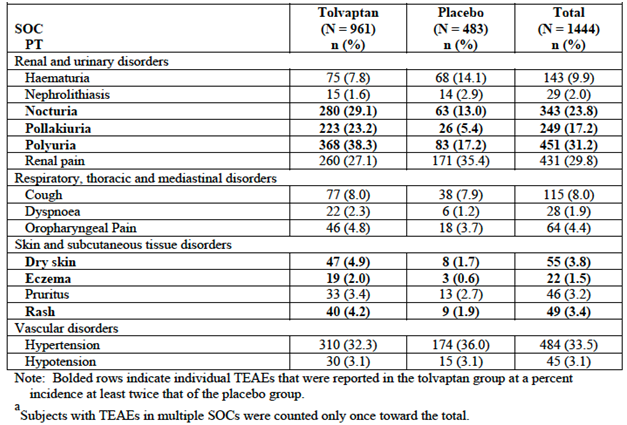 SOC PT Tolvaptan (N = 961) n (%) Placebo (N = 483) n (%) Total (N = 1444) n (%)
Renal and urinary disorders
Haematuria 75 (7.8) 68 (14.1) 143 (9.9)
Nephrolithiasis 15 (1.6) 14 (2.9) 29 (2.0)
Nocturia 280 (29.1) 63 (13.0) 343 (23.8)
Pollakiuria 223 (23.2) 26 (5.4) 249 (17.2)
Polyuria 368 (38.3) 83 (17.2) 451 (31.2)
Renal pain 260 (27.1) 171 (35.4) 431 (29.8)
Respiratory, thoracic and mediastinal disorders
Cough 77 (8.0) 38 (7.9) 115 (8.0)
Dyspnoea 22 (2.3) 6 (1.2) 28 (1.9)
Oropharyngeal Pain 46 (4.8) 18 (3.7) 64 (4.4)
Skin and subcutaneous tissue disorders
Dry skin 47 (4.9) 8 (1.7) 55 (3.8)
Eczema 19 (2.0) 3 (0.6) 22 (1.5)
Pruritus 33 (3.4) 13 (2.7) 46 (3.2)
Rash 40 (4.2) 9 (1.9) 49 (3.4)
Vascular disorders
Hypertension 310 (32.3) 174 (36.0) 484 (33.5)
Hypotension 30 (3.1) 15 (3.1) 45 (3.1)
Note: Bolded rows indicate individual TEAEs that were reported in the tolvaptan group at a percent
incidence at least twice that of the placebo group.
aSubjects with TEAEs in multiple SOCs were counted only once toward the total.